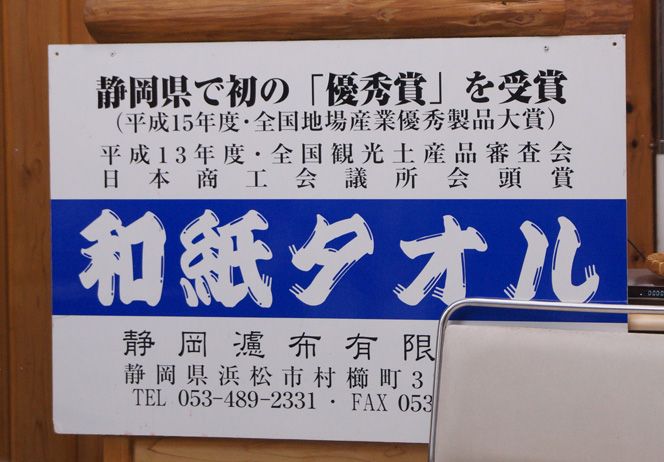 静岡県で初の「優秀賞」を受賞
(平成15年度・全国地場産業優秀製品大賞)
平成13年度・全国観光土産品審査会
日本商工会議所会頭賞
和紙タオル
静岡濾布有限
静岡県浜松市村櫛町3
TEL 053-489-2331・FAX 053